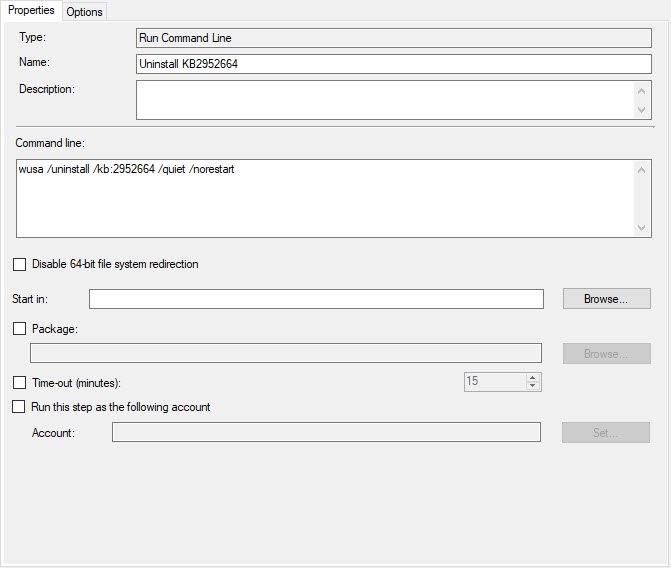 Properties Options
Type: Run Command Line
Name: Uninstall KB2952664
Description:
Command line:
wusa /uninstall /kb:2952664 /quiet /norestart
Disable 64-bit file system redirection
Start in: Browse...
Package:
Browse...
Time-out (minutes): 15
Run this step as the following account
Account: Set...